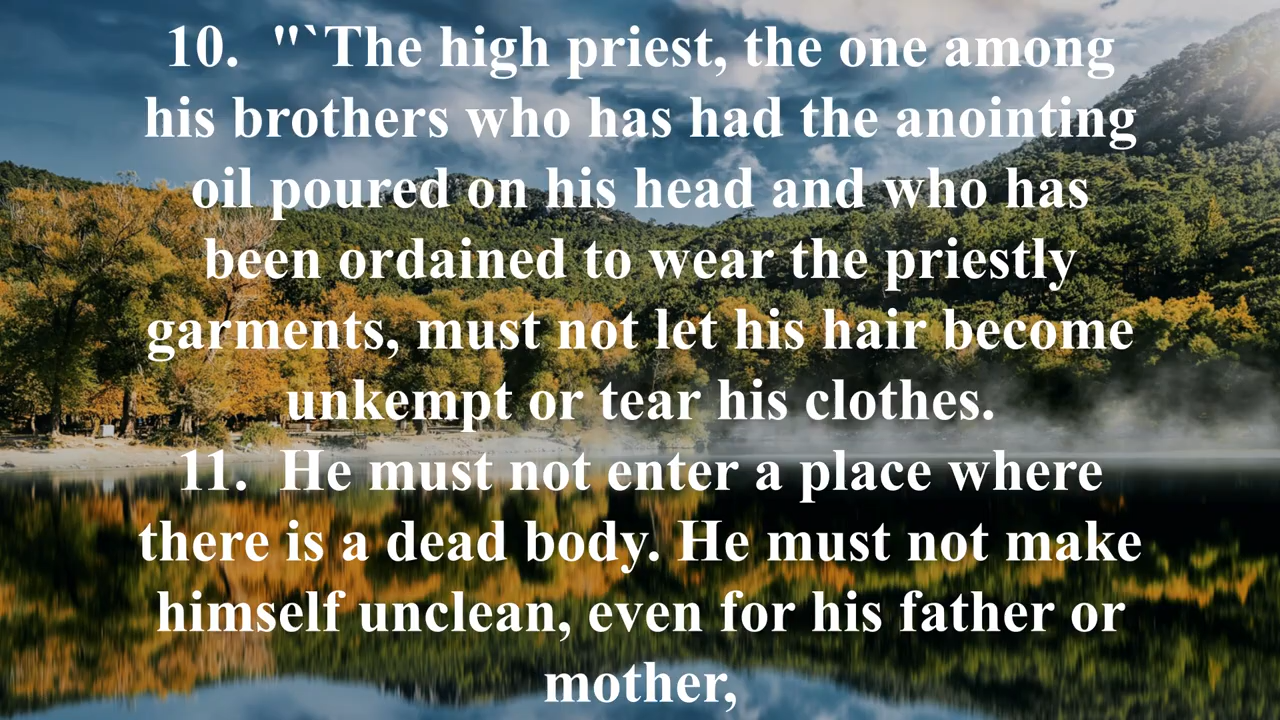 10.  "`The high priest, the one among
his brothers who has had the anointing
oil poured on his head and who has
been ordained to wear the priestly
garments, must not let his hair become
unkempt or tear his clothes.
11.  He must not enter a place where
there is a dead body. He must not make
himself unclean, even for his father or
mother,